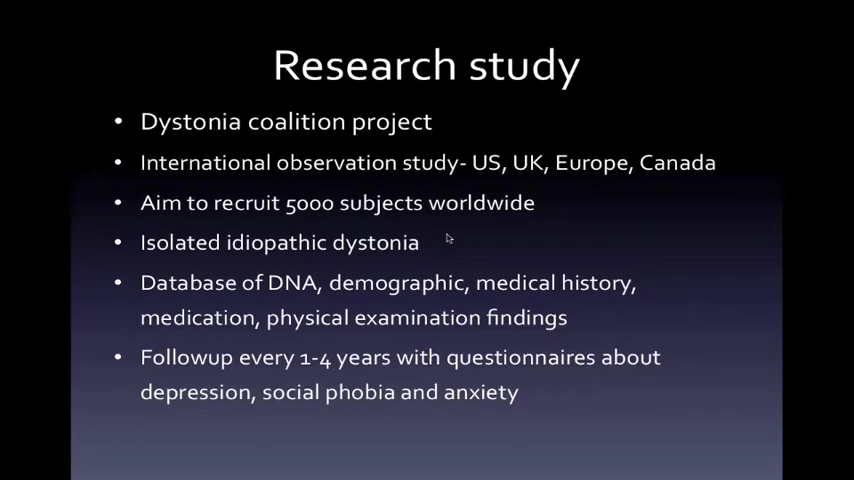 Research study
• Dystonia coalition project
• International observation study- US, UK, Europe, Canada
• Aim to recruit 5000 subjects worldwide
• Isolated idiopathic dystonia
• Database of DNA, demographic, medical history,
medication, physical examination findings
• Followup every 1-4 years with questionnaires about
depression, social phobia and anxiety